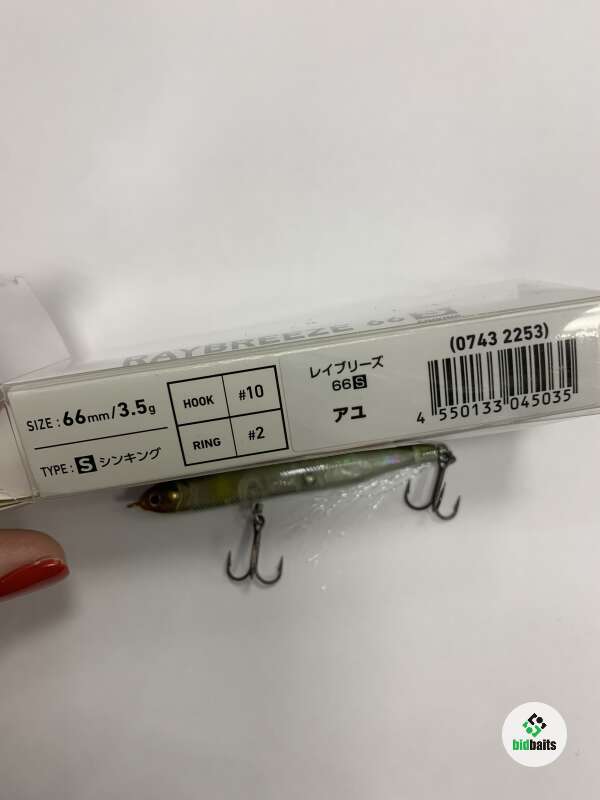 RAYBREEZE 66 S
SIZE : 66mm/3.5g
TYPE : S シンキング
HOOK #10
RING #2
レイブリーズ
66 S
アユ
(0743 2253)
4 550133 045035
bidbaits